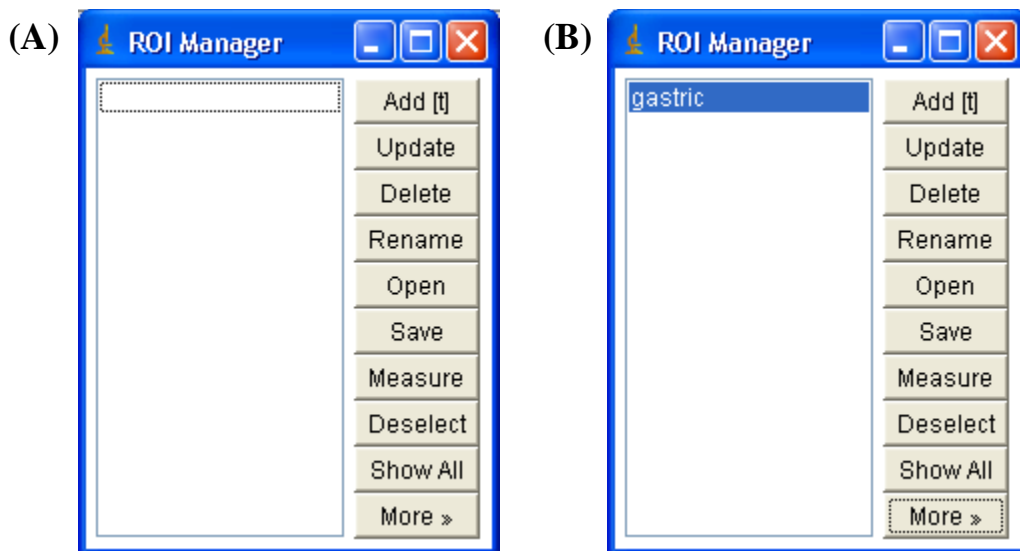 (A)
ROI Manager
Add [t]
Update
Delete
Rename
Open
Save
Measure
Deselect
Show All
More »
(B)
ROI Manager
gastric
Add [t]
Update
Delete
Rename
Open
Save
Measure
Deselect
Show All
More »